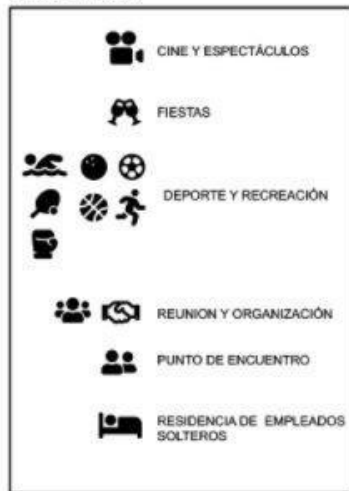 CINE Y ESPECTÁCULOS
FIESTAS
DEPORTE Y RECREACIÓN
REUNION Y ORGANIZACIÓN
PUNTO DE ENCUENTRO
RESIDENCIA DE EMPLEADOS
SOLTEROS